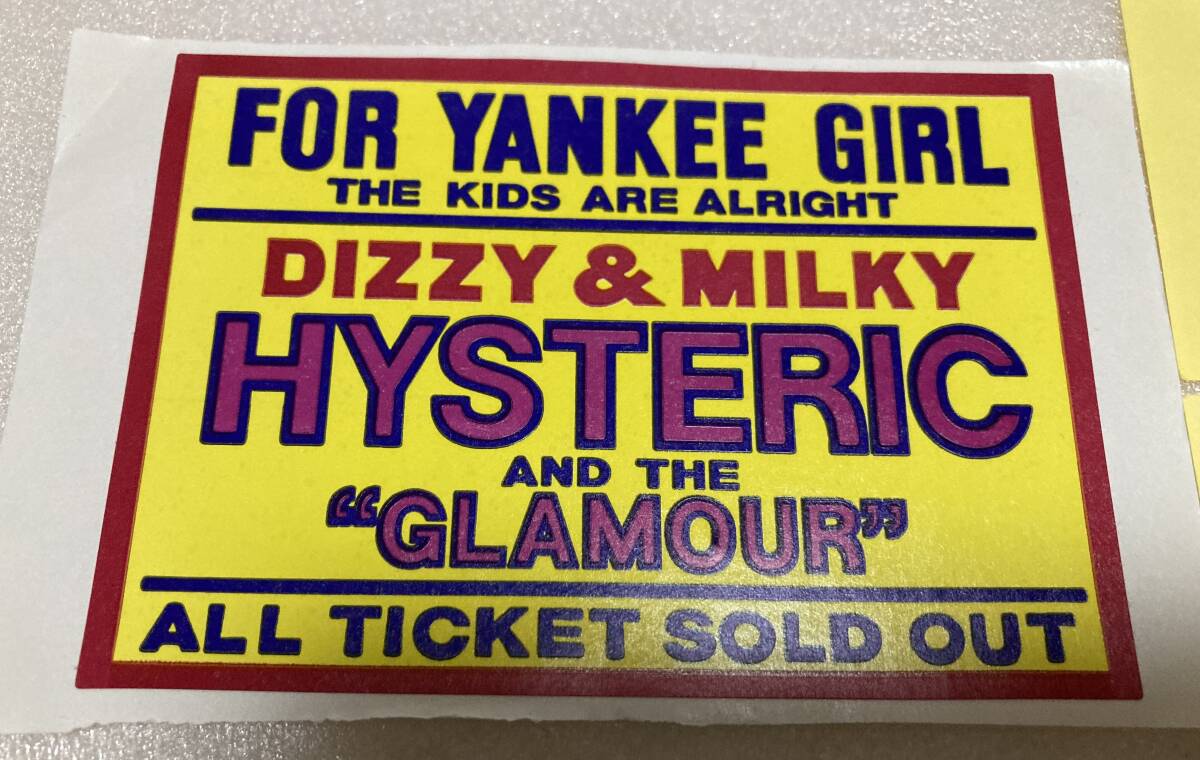 FOR YANKEE GIRL
THE KIDS ARE ALRIGHT
DIZZY & MILKY
HYSTERIC
AND THE
“GLAMOUR”
ALL TICKET SOLD OUT